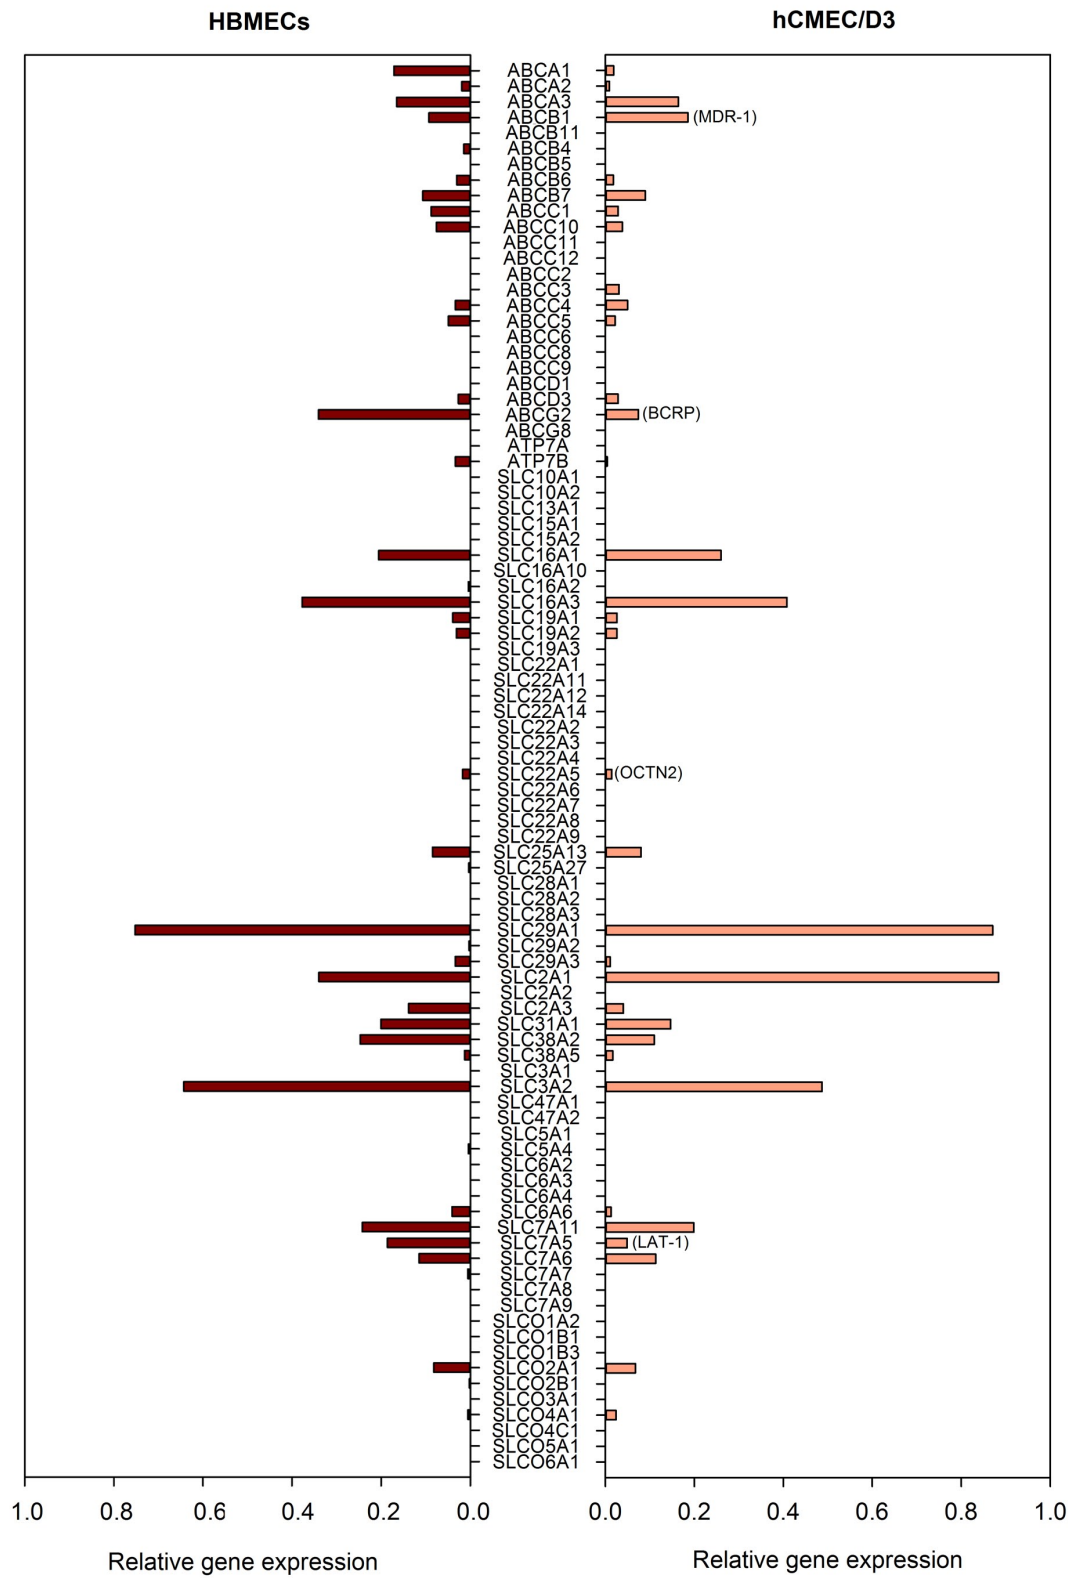 HBMECs
hCMEC/D3
ABCA1
ABCA2
ABCA3
ABCB1 (MDR-1)
ABCB11
ABCB4
ABCB5
ABCB6
ABCB7
ABCC1
ABCC10
ABCC11
ABCC12
ABCC2
ABCC3
ABCC4
ABCC5
ABCC6
ABCC8
ABCC9
ABCD1
ABCD3
ABCG2 (BCRP)
ABCG8
ATP7A
ATP7B
SLC10A1
SLC10A2
SLC13A1
SLC15A1
SLC15A2
SLC16A1
SLC16A10
SLC16A2
SLC16A3
SLC19A1
SLC19A2
SLC19A3
SLC22A1
SLC22A11
SLC22A12
SLC22A14
SLC22A2
SLC22A3
SLC22A4
SLC22A5 (OCTN2)
SLC22A6
SLC22A7
SLC22A8
SLC22A9
SLC25A13
SLC25A27
SLC28A1
SLC28A2
SLC28A3
SLC29A1
SLC29A2
SLC29A3
SLC2A1
SLC2A2
SLC2A3
SLC31A1
SLC38A2
SLC38A5
SLC3A1
SLC3A2
SLC47A1
SLC47A2
SLC5A1
SLC5A4
SLC6A2
SLC6A3
SLC6A4
SLC6A6
SLC7A11
SLC7A5 (LAT-1)
SLC7A6
SLC7A7
SLC7A8
SLC7A9
SLCO1A2
SLCO1B1
SLCO1B3
SLCO2A1
SLCO2B1
SLCO3A1
SLCO4A1
SLCO4C1
SLCO5A1
SLCO6A1
1.0 0.8 0.6 0.4 0.2 0.0
0.0 0.2 0.4 0.6 0.8 1.0
Relative gene expression
Relative gene expression